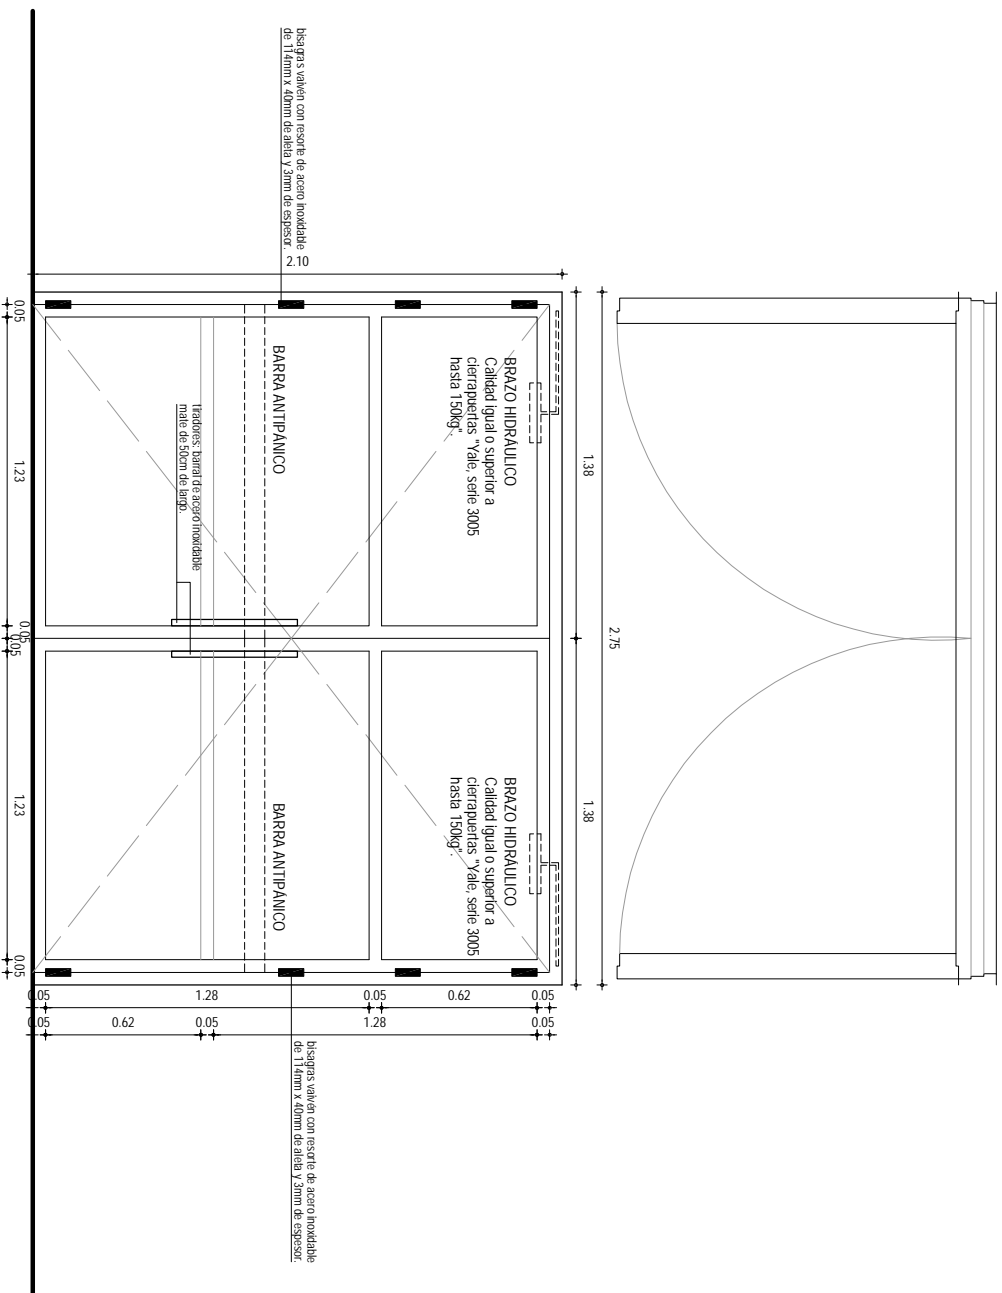 2.75
1.38
1.38
2.10
bisagras vaivén con resorte de acero inoxidable
de 114mm x 40mm de aleta y 3mm de espesor.
BRAZO HIDRÁULICO
Calidad igual o superior a
cierrapuertas "Yale, serie 3005
hasta 150kg".
BRAZO HIDRÁULICO
Calidad igual o superior a
cierrapuertas "Yale, serie 3005
hasta 150kg".
BARRA ANTIPÁNICO
BARRA ANTIPÁNICO
tiradores: barral de acero inoxidable
mate de 50cm de largo.
bisagras vaivén con resorte de acero inoxidable
de 114mm x 40mm de aleta y 3mm de espesor.
0.05
0.62
0.05
1.28
0.05
0.05
1.28
0.05
0.62
0.05
0.05
1.23
0.05
0.05
1.23
0.05